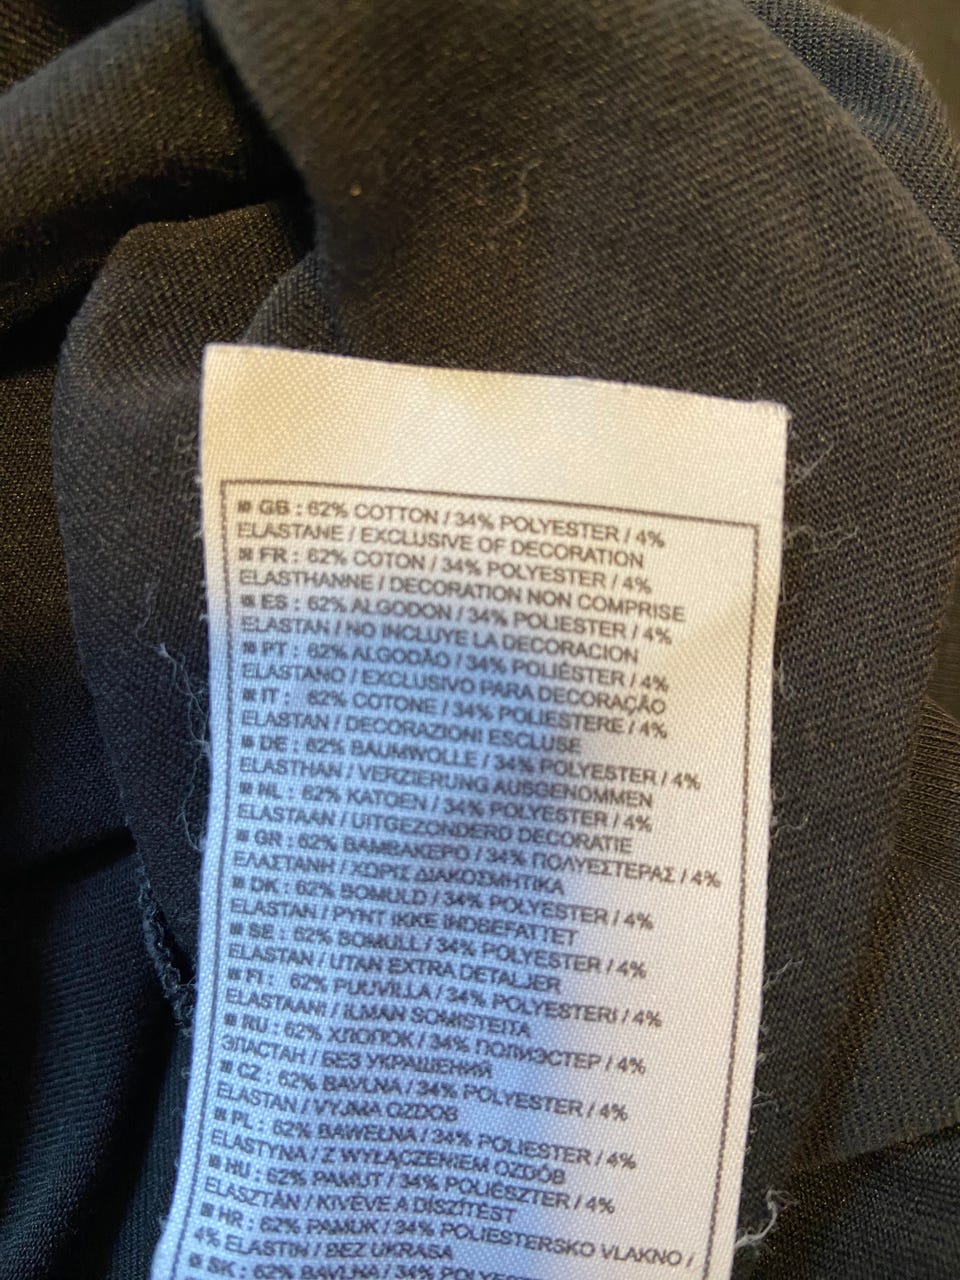 GB : 62% COTTON / 34% POLYESTER / 4%
ELASTANE / EXCLUSIVE OF DECORATION
FR : 62% COTON / 34% POLYESTER / 4%
ELASTHANNE / DECORATION NON COMPRISE
ES : 62% ALGODON / 34% POLIESTER / 4%
ELASTAN / NO INCLUYE LA DECORACION
PT : 62% ALGODÃO / 34% POLIÉSTER / 4%
ELASTANO / EXCLUSIVO PARA DECORAÇÃO
IT : 62% COTONE / 34% POLIESTERE / 4%
ELASTAN / DECORAZIONI ESCLUSE
DE : 62% BAUMWOLLE / 34% POLYESTER / 4%
ELASTHAN / VERZIERUNG AUSGENOMMEN
NL : 62% KATOEN / 34% POLYESTER / 4%
ELASTAAN / UITGEZONDERD DECORATIE
GR : 62% ΒΑΜΒΑΚΕΡΟ / 34% ΠΟΛΥΕΣΤΕΡΑΣ / 4%
ΕΛΑΣΤΑΝΗ / ΧΩΡΙΣ ΔΙΑΚΟΣΜΗΤΙΚΑ
DK : 62% BOMULD / 34% POLYESTER / 4%
ELASTAN / PYNT IKKE INDBEFATTET
SE : 62% BOMULL / 34% POLYESTER / 4%
ELASTAN / UTAN EXTRA DETALJER
FI : 62% PUUVILLA / 34% POLYESTERI / 4%
ELASTAANI / ILMAN SOMISTEITA
RU : 62% ХЛОПОК / 34% ПОЛИЭСТЕР / 4%
ЭЛАСТАН / БЕЗ УКРАШЕНИЙ
CZ : 62% BAVLNA / 34% POLYESTER / 4%
ELASTAN / VYJMA OZDOB
PL : 62% BAWEŁNA / 34% POLIESTER / 4%
ELASTYNA / Z WYŁĄCZENIEM OZDÓB
HU : 62% PAMUT / 34% POLIÉSZTER / 4%
ELASZTÁN / KIVÉVE A DÍSZÍTÉST
HR : 62% PAMUK / 34% POLIESTERSKO VLAKNO /
4% ELASTIN / BEZ UKRASA
SK : 62% BAVLNA / 34% POLYESTER / 4%